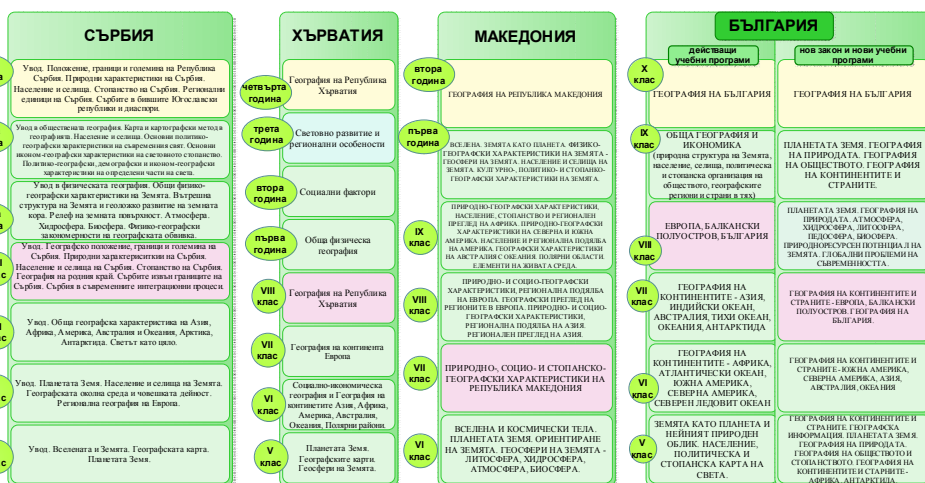 СЪРБИЯ
Увод. Положение, граници и големина на Република
Сърбия. Природни характеристики на Сърбия.
Население и селища. Стопанство на Сърбия. Регионални
единици на Сърбия. Сърбите в бившите Югославски
републики и диаспори.
Увод в обществената география. Карта и картографски метод в
географията. Население и селища. Основни политико-
географски характеристики на съвременния свят. Основни
иконом-географски характеристики на световното стопанство.
Политико-географски, демографски и иконом-географски
характеристики на определени части на света.
Увод в физическата география. Общи физико-
географски характеристики на Земята. Вътрешна
структура на Земята и геоложко развитие на земната
кора. Релеф на земната повърхност. Атмосфера.
Хидросфера. Биосфера. Физико-географски
закономерности на географската обвивка.
Увод. Географско положение, граници и големина на
Сърбия. Природни характериситики на Сърбия.
Население и селища на Сърбия. Стопанство на Сърбия.
География на родния край. Сърбите извън границите на
Сърбия. Сърбия в съвременните интеграционни процеси.
Увод. Обща географска характеристика на Азия,
Африка, Америка, Австралия и Океания, Арктика,
Антарктида. Светът като цяло.
Увод. Планетата Земя. Население и селища на Земята.
Географската околна среда и човешката дейност.
Регионална география на Европа.
Увод. Вселената и Земята. Географската карта.
Планетата Земя.
ХЪРВАТИЯ
четвърта
година
География на Република
Хърватия
трета
година
Световно развитие и
регионални особености
втора
година
Социални фактори
първа
година
Обща физическа
география
VIII
клас
География на Република
Хърватия
VII
клас
География на континента
Европа
VI
клас
Социално-икономическа
география и География на
континетите Азия, Африка,
Америка, Австралия,
Океания, Полярни райони.
V
клас
Планетата Земя.
Географските карти.
Геосфери на Земята.
МАКЕДОНИЯ
втора
година
ГЕОГРАФИЯ НА РЕПУБЛИКА МАКЕДОНИЯ
първа
година
ВСЕЛЕНА. ЗЕМЯТА КАТО ПЛАНЕТА. ФИЗИКО-
ГЕОГРАФСКИ ХАРАКТЕРИСТИКИ НА ЗЕМЯТА -
ГЕОСФЕРИ НА ЗЕМЯТА. НАСЕЛЕНИЕ И СЕЛИЩА НА
ЗЕМЯТА. КУЛТУРНО-, ПОЛИТИКО- И СТОПАНКО-
ГЕОГРАФСКИ ХАРАКТЕРИСТИКИ НА ЗЕМЯТА.
IX
клас
ПРИРОДНО-ГЕОГРАФСКИ ХАРАКТЕРИСТИКИ,
НАСЕЛЕНИЕ, СТОПАНСТВО И РЕГИОНАЛЕН
ПРЕГЛЕД НА АФРИКА. ПРИРОДНО-ГЕОГРАФСКИ
ХАРАКТЕРИСТИКИ НА СЕВЕРНА И ЮЖНА
АМЕРИКА. НАСЕЛЕНИЕ И РЕГИОНАЛНА ПОДЯЛБА
НА АМЕРИКА. ГЕОГРАФСКИ ХАРАКТЕРИСТИКИ
НА АВСТРАЛИЯ С ОКЕАНИЯ. ПОЛЯРНИ ОБЛАСТИ.
ЕЛЕМЕНТИ НА ЖИВАТА СРЕДА.
VIII
клас
ПРИРОДНО- И СОЦИО-ГЕОГРАФСКИ
ХАРАКТЕРИСТИКИ, РЕГИОНАЛНА ПОДЯЛБА
НА ЕВРОПА. ГЕОГРАФСКИ ПРЕГЛЕД НА
РЕГИОНИТЕ В ЕВРОПА. ПРИРОДНО- И СОЦИО-
ГЕОГРАФСКИ ХАРАКТЕРИСТИКИ,
РЕГИОНАЛНА ПОДЯЛБА НА АЗИЯ.
РЕГИОНАЛЕН ПРЕГЛЕД НА АЗИЯ.
VII
клас
ПРИРОДНО-, СОЦИО- И СТОПАНСКО-
ГЕОГРАФСКИ ХАРАКТЕРИСТИКИ НА
РЕПУБЛИКА МАКЕДОНИЯ
VI
клас
ВСЕЛЕНА И КОСМИЧЕСКИ ТЕЛА.
ПЛАНЕТАТА ЗЕМЯ. ОРИЕНТИРАНЕ
НА ЗЕМЯТА. ГЕОСФЕРИ НА ЗЕМЯТА -
ЛИТОСФЕРА, ХИДРОСФЕРА,
АТМОСФЕРА, БИОСФЕРА.
БЪЛГАРИЯ
действащи
учебни програми
X
клас
ГЕОГРАФИЯ НА БЪЛГАРИЯ
IX
клас
ОБЩА ГЕОГРАФИЯ И
ИКОНОМИКА
(природна структура на Земята,
население, селища, политическа
и стопанска организация на
обществото, географските
региони и страни в тях)
VIII
клас
ЕВРОПА, БАЛКАНСКИ
ПОЛУОСТРОВ, БЪЛГАРИЯ
VII
клас
ГЕОГРАФИЯ НА
КОНТИНЕНТИТЕ - АЗИЯ,
ИНДИЙСКИ ОКЕАН,
АВСТРАЛИЯ, ТИХИ ОКЕАН,
ОКЕАНИЯ, АНТАРКТИДА
VI
клас
ГЕОГРАФИЯ НА
КОНТИНЕНТИТЕ - АФРИКА,
АТЛАНТИЧЕСКИ ОКЕАН,
ЮЖНА АМЕРИКА,
СЕВЕРНА АМЕРИКА,
СЕВЕРЕН ЛЕДОВИТ ОКЕАН
V
клас
ЗЕМЯТА КАТО ПЛАНЕТА И
НЕЙНИЯТ ПРИРОДЕН
ОБЛИК. НАСЕЛЕНИЕ,
ПОЛИТИЧЕСКА И
СТОПАНСКА КАРТА НА
СВЕТА.
нов закон и нови учебни
програми
ГЕОГРАФИЯ НА БЪЛГАРИЯ
ПЛАНЕТАТА ЗЕМЯ. ГЕОГРАФИЯ
НА ПРИРОДАТА. ГЕОГРАФИЯ
НА ОБЩЕСТВОТО. ГЕОГРАФИЯ
НА КОНТИНЕНТИТЕ И
СТРАНИТЕ.
ПЛАНЕТАТА ЗЕМЯ. ГЕОГРАФИЯ НА
ПРИРОДАТА. АТМОСФЕРА,
ХИДРОСФЕРА, ЛИТОСФЕРА,
ПЕДОСФЕРА, БИОСФЕРА.
ПРИРОДНОРЕСУРСЕН ПОТЕНЦИАЛ НА
ЗЕМЯТА. ГЛОБАЛНИ ПРОБЛЕМИ НА
СЪВРЕМЕННОСТТА.
ГЕОГРАФИЯ НА КОНТИНЕНТИТЕ И
СТРАНИТЕ - ЕВРОПА, БАЛКАНСКИ
ПОЛУОСТРОВ. ГЕОГРАФИЯ НА
БЪЛГАРИЯ.
ГЕОГРАФИЯ НА КОНТИНЕНТИТЕ И
СТРАНИТЕ - ЮЖНА АМЕРИКА,
СЕВЕРНА АМЕРИКА, АЗИЯ,
АВСТРАЛИЯ, ОКЕАНИЯ
ГЕОГРАФИЯ НА КОНТИНЕНТИТЕ И
СТРАНИТЕ. ГЕОГРАФСКА
ИНФОРМАЦИЯ. ПЛАНЕТАТА ЗЕМЯ.
ГЕОГРАФИЯ НА ПРИРОДАТА.
ГЕОГРАФИЯ НА ОБЩЕСТВОТО И
СТОПАНСТВОТО. ГЕОГРАФИЯ НА
КОНТИНЕНТИТЕ И СТАРНИТЕ -
АФРИКА, АНТАРКТИДА.